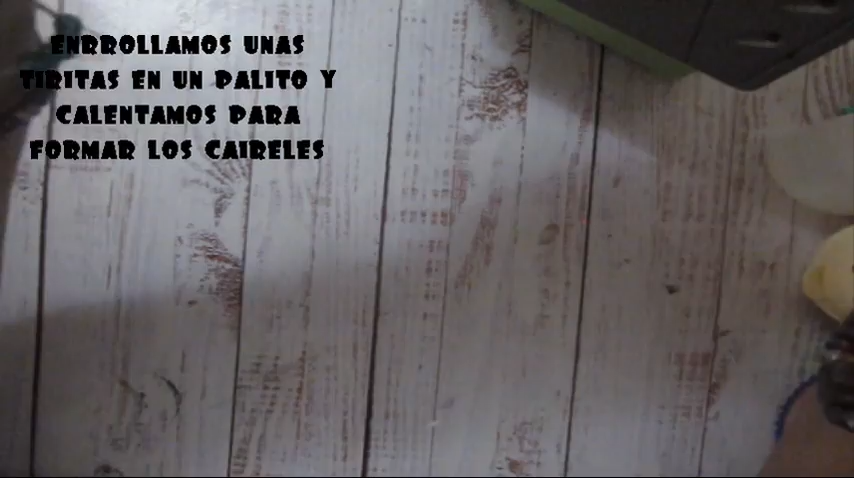 ENRROLLAMOS UNAS
TIRITAS EN UN PALITO Y
CALENTAMOS PARA
FORMAR LOS CAIRELES